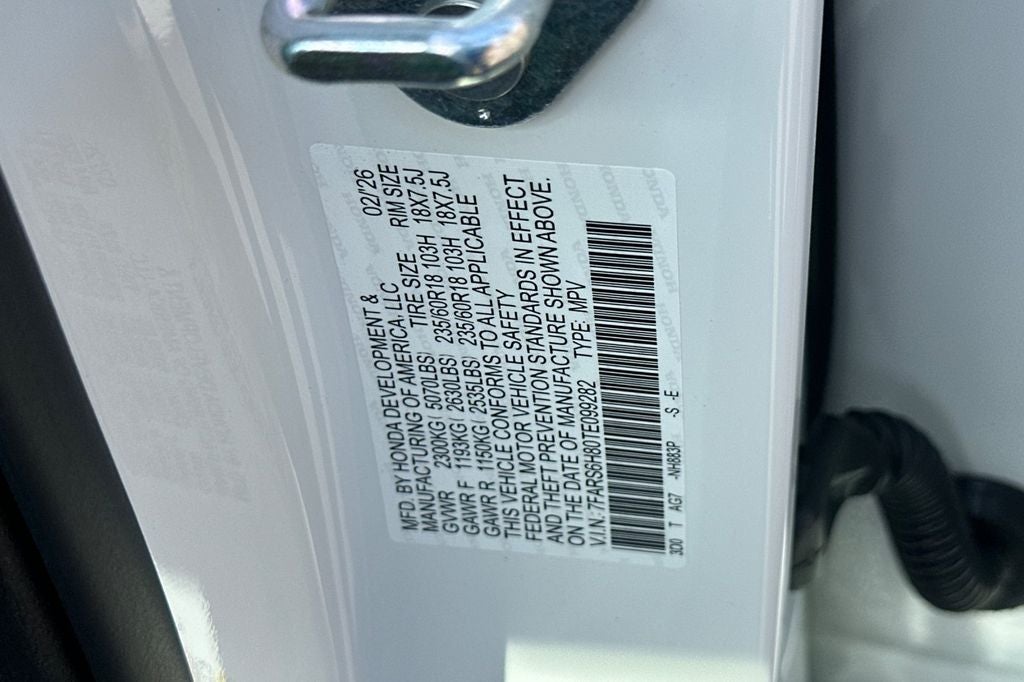 MFD. BY HONDA DEVELOPMENT & 02/'26
MANUFACTURING OF AMERICA. LLC
TIRE SIZE RIM SIZE
GVWR 2300KG/ 5070LBS
GAWR F 1193KG/ 2630LBS/ 235/60R18 103H 18X7.5J
GAWR R 1150KG/ 2535LBS/ 235/60R18 103H 18X7.5J
THIS VEHICLE CONFORMS TO ALL APPLICABLE
FEDERAL MOTOR VEHICLE SAFETY
AND THEFT PREVENTION STANDARDS IN EFFECT
ON THE DATE OF MANUFACTURE SHOWN ABOVE.
V.I.N.: 7FARS6H80TE099282 TYPE: MPV
3D0 T AG7 -NH883P -S -E
HONDA